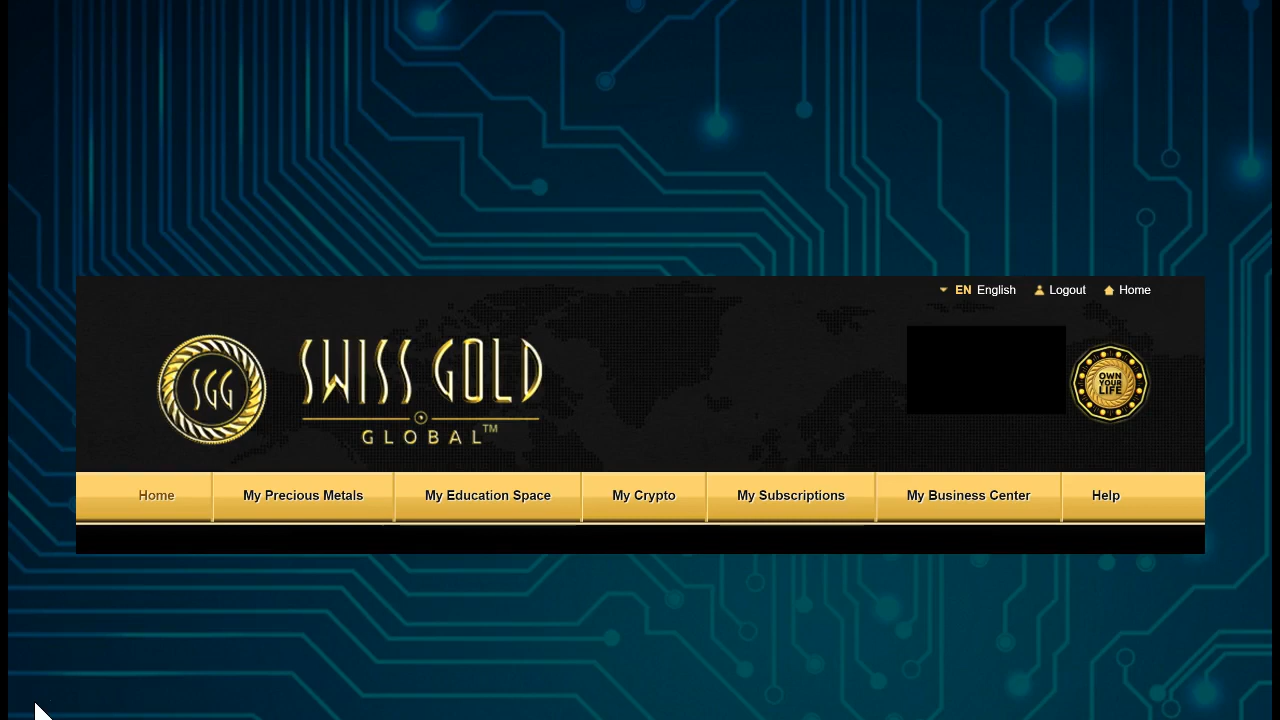 EN English Logout Home
SGG
SWISS GOLD
GLOBAL™
OWN
YOUR
LIFE
Home My Precious Metals My Education Space My Crypto My Subscriptions My Business Center Help